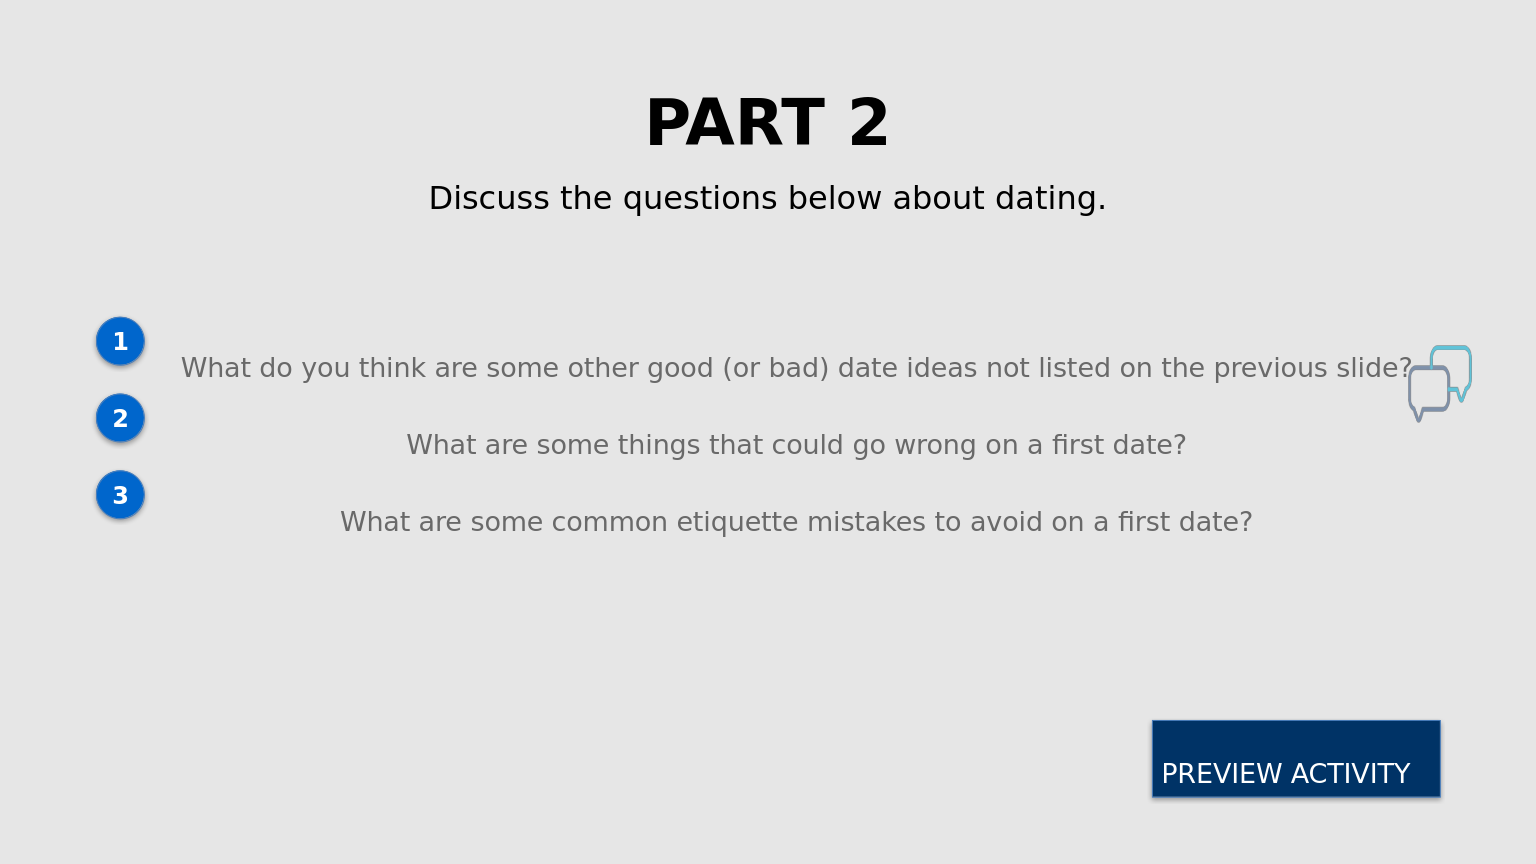 PART 2
Discuss the questions below about dating.
1
What do you think are some other good (or bad) date ideas not listed on the previous slide?
2
What are some things that could go wrong on a first date?
3
What are some common etiquette mistakes to avoid on a first date?
PREVIEW ACTIVITY